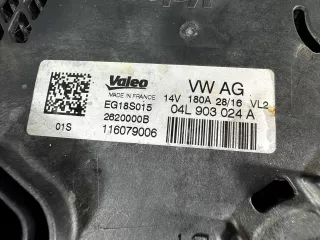 Valeo
MADE IN FRANCE
VW AG
EG18S015
14V 180A 28/16 VL2
2620000B
04L 903 024 A
01S
116079006